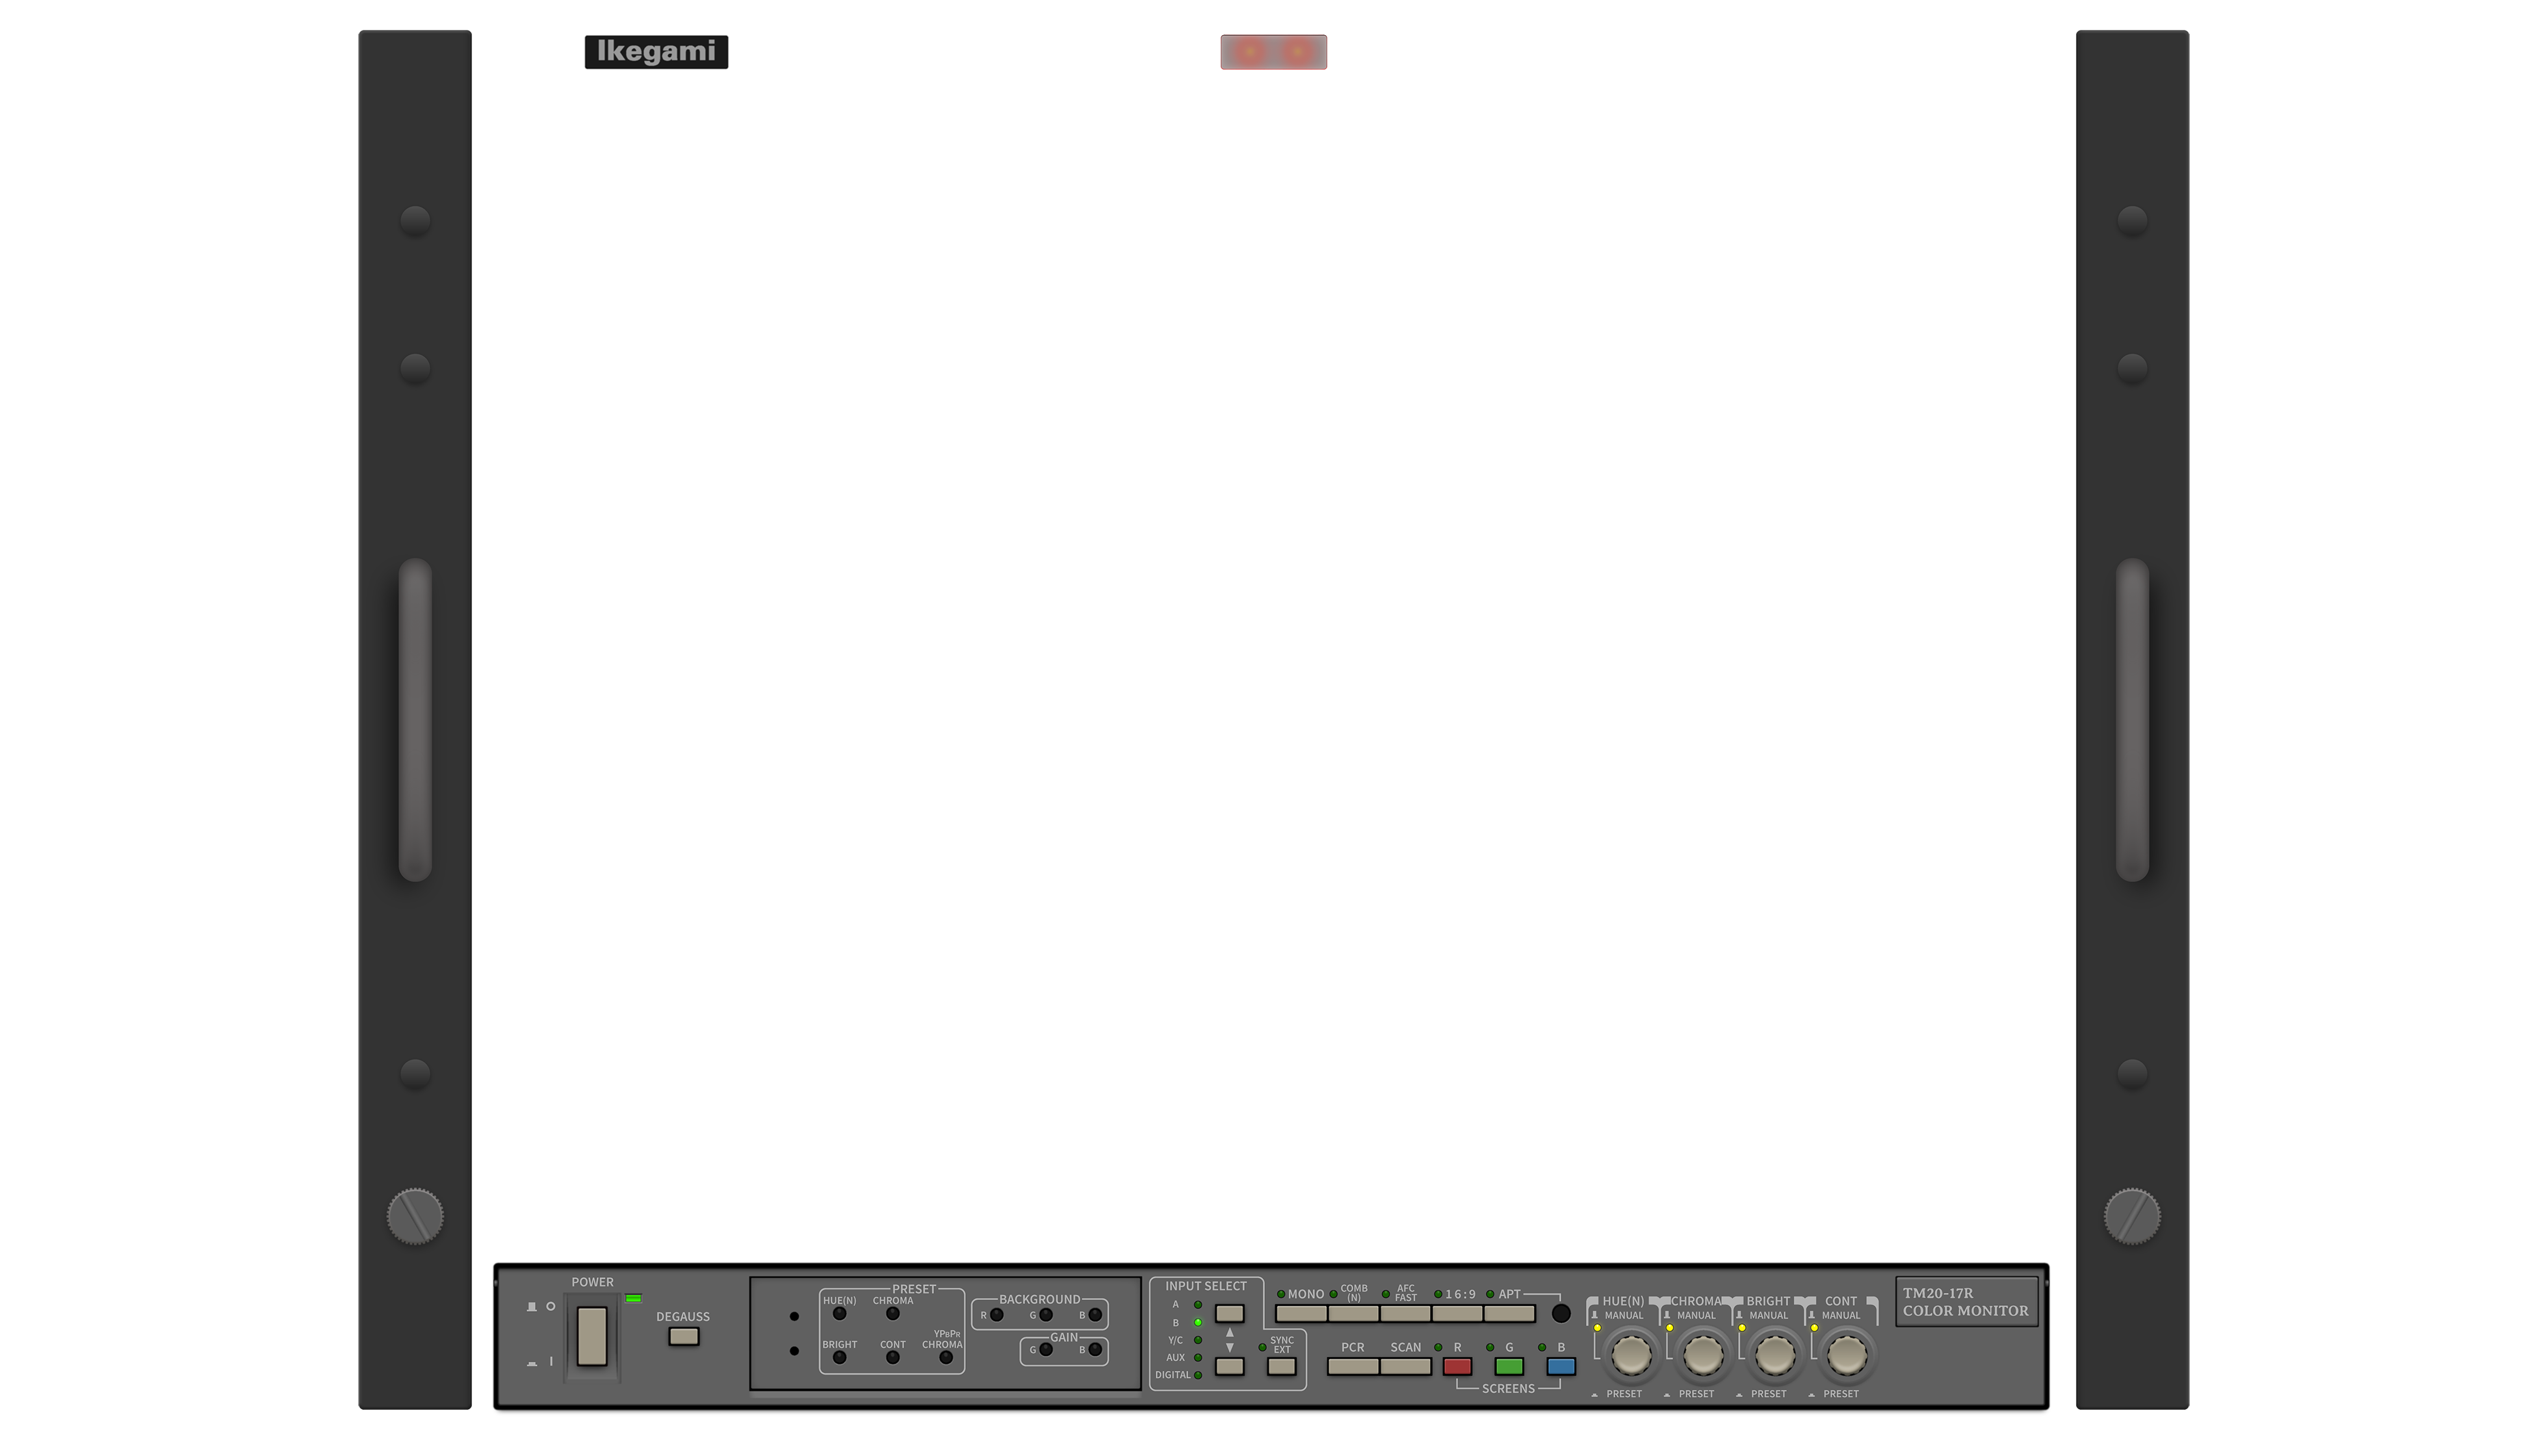 Ikegami
POWER
DEGAUSS
PRESET
HUE(N) CHROMA
BRIGHT CONT YPBPR CHROMA
BACKGROUND
R G B
GAIN
G B
INPUT SELECT
A
B
Y/C
AUX
DIGITAL
SYNC
EXT
MONO COMB (N) AFC FAST 16:9 APT
PCR SCAN R G B
SCREENS
HUE(N) CHROMA BRIGHT CONT
MANUAL MANUAL MANUAL MANUAL
PRESET PRESET PRESET PRESET
TM20-17R
COLOR MONITOR